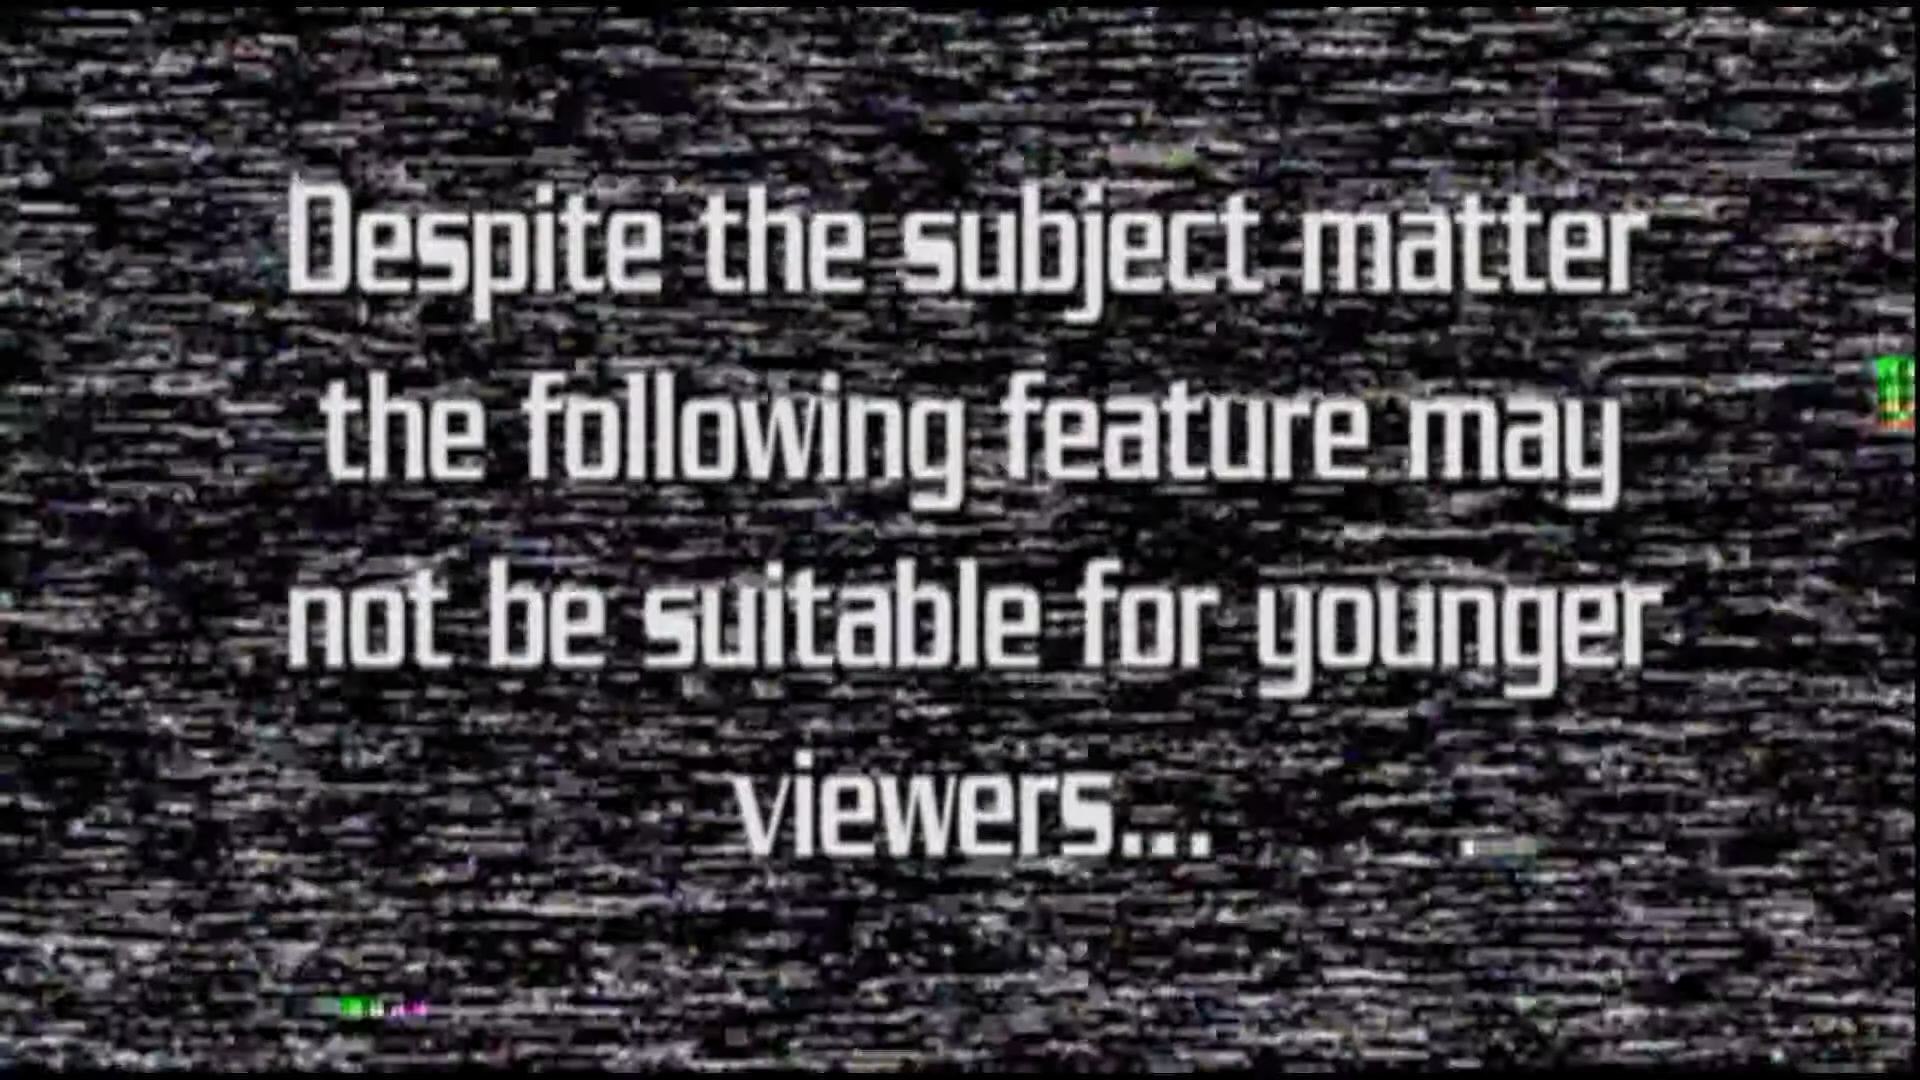 Despite the subject matter
the following feature may
not be suitable for younger
viewers...